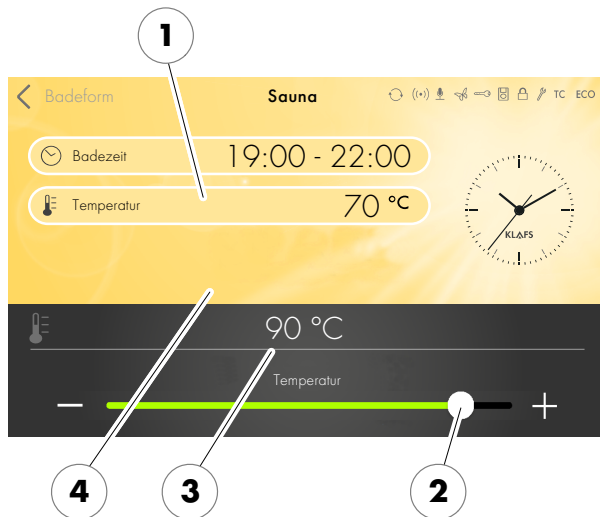 1
Badeform Sauna TC ECO
Badezeit 19:00 - 22:00
Temperatur 70 °C
KLAFS
90 °C
Temperatur
4 3 2